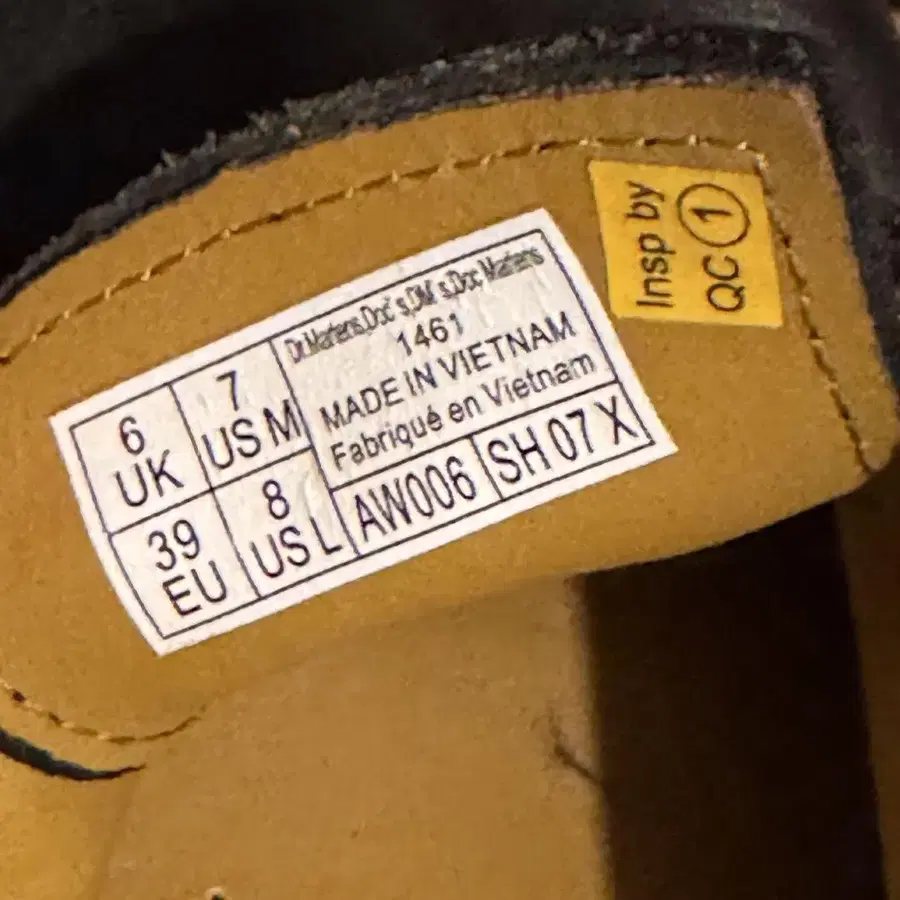 6
UK
7
US M
39
EU
8
US L
Dr.Martens,Doc's,DM's,Doc Martens
1461
MADE IN VIETNAM
Fabriqué en Vietnam
AW006
SH 07 X
Insp by
QC 1